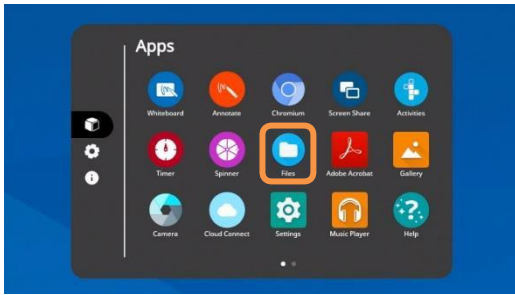 Apps
Whiteboard Annotate Chromium Screen Share Activities
Timer Spinner Files Adobe Acrobat Gallery
Camera Cloud Connect Settings Music Player Help